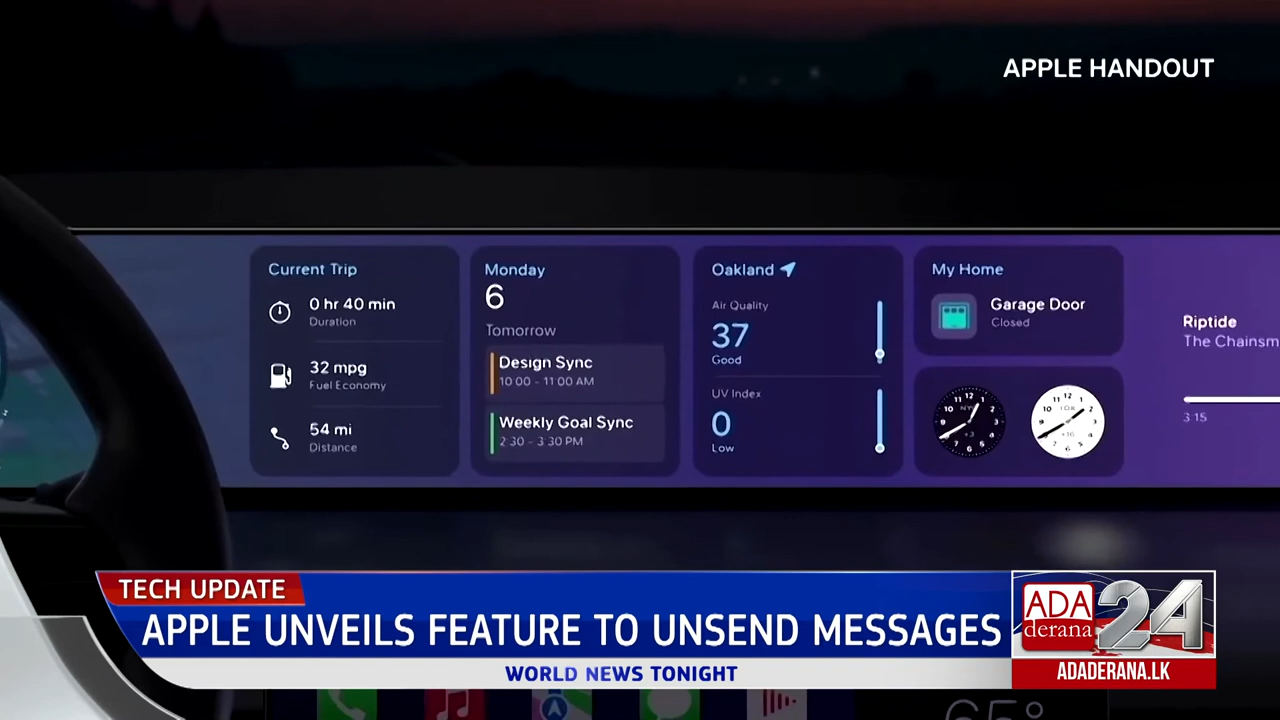 APPLE HANDOUT
Current Trip
0 hr 40 min
Duration
32 mpg
Fuel Economy
54 mi
Distance
Monday
6
Tomorrow
Design Sync
10:00 - 11:00 AM
Weekly Goal Sync
2:30 - 3:30 PM
Oakland
Air Quality
37
Good
UV Index
0
Low
My Home
Garage Door
Closed
Riptide
The Chainsm
3 15
TECH UPDATE
APPLE UNVEILS FEATURE TO UNSEND MESSAGES
WORLD NEWS TONIGHT
ADA
derana
24
ADADERANA.LK
65°